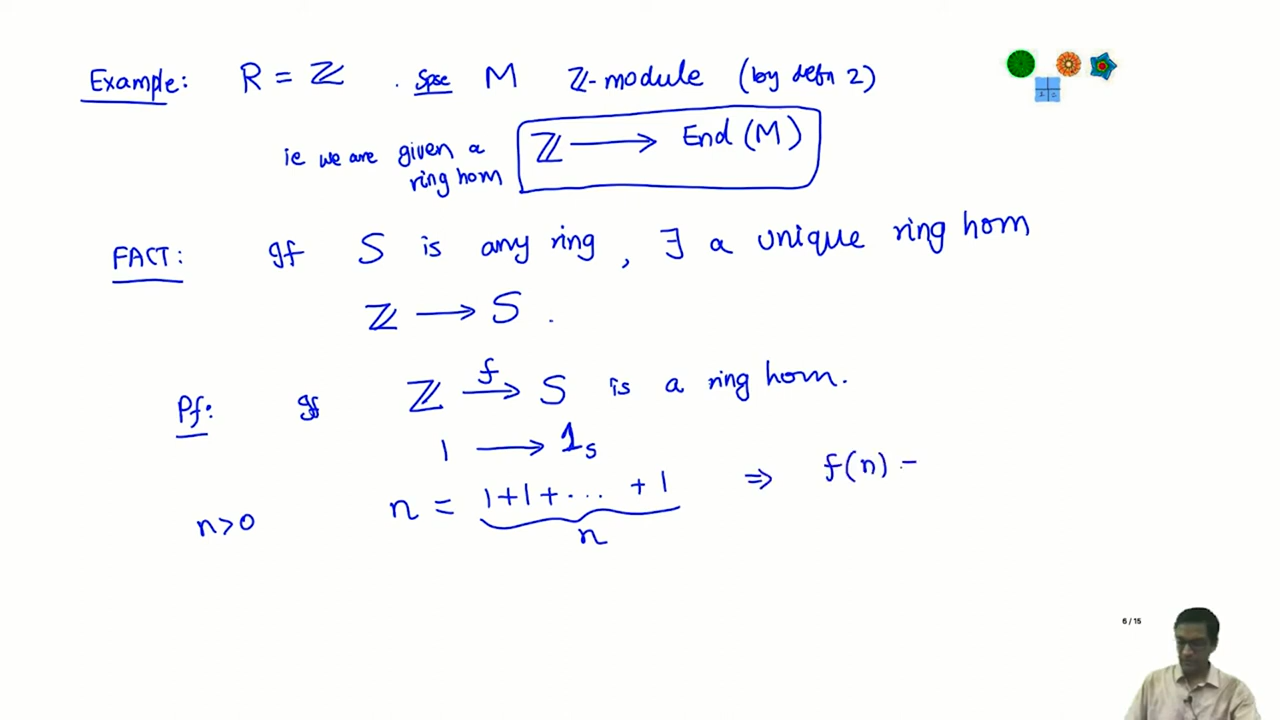 Example: R = ℤ . Spse M ℤ-module (by defn 2)
ie we are given a ring hom ℤ ⟶ End (M)
FACT: If S is any ring, ∃ a unique ring hom
ℤ ⟶ S .
Pf: If ℤ ⟶ S is a ring hom.
f
1 ⟶ 1_S
n>0 n = 1+1+... +1 ⇒ f(n) =
n
6 / 15